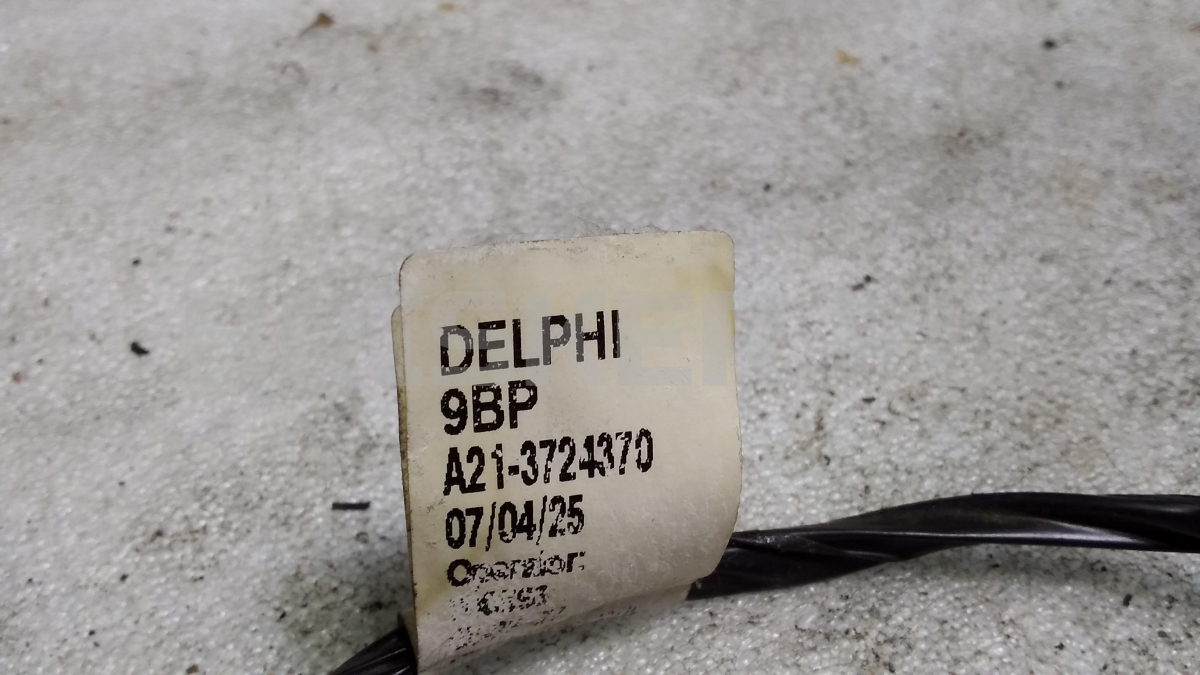 DELPHI
9BP
A21-3724370
07/04/25
Operator: